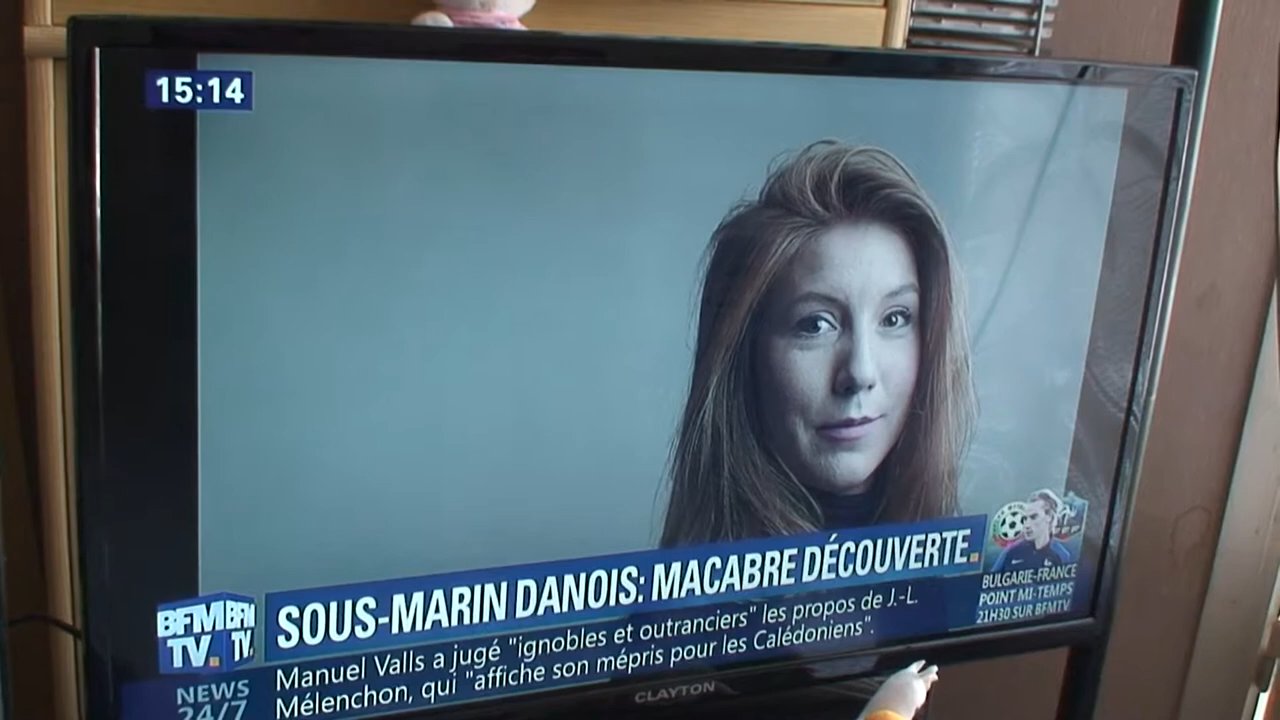 15:14
SOUS-MARIN DANOIS: MACABRE DÉCOUVERTE.
BFM
TV.
BFM
TV.
Manuel Valls a jugé "ignobles et outranciers" les propos de J.-L.
Mélenchon, qui "affiche son mépris pour les Calédoniens".
NEWS
24/7
BULGARIE-FRANCE
POINT MI-TEMPS
21H30 SUR BFMTV
CLAYTON